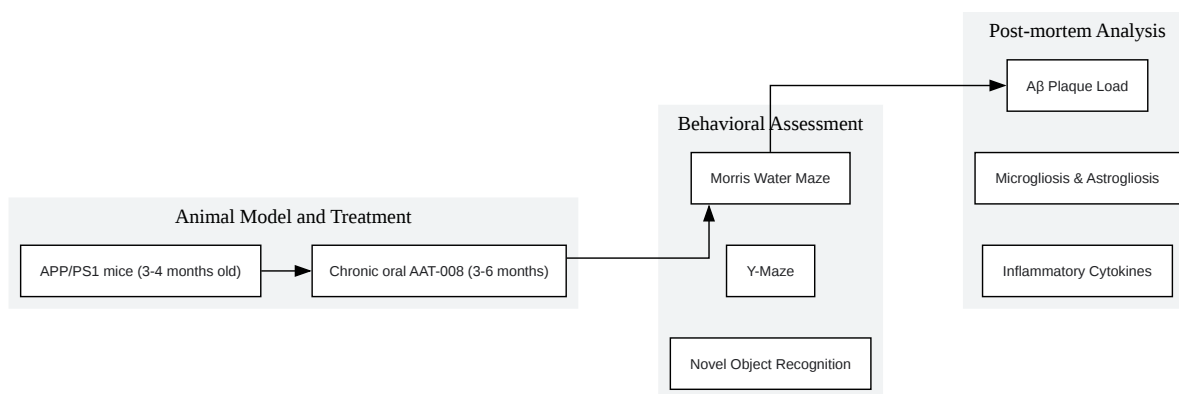 Animal Model and Treatment
APP/PS1 mice (3-4 months old)
Chronic oral AAT-008 (3-6 months)
Behavioral Assessment
Morris Water Maze
Y-Maze
Novel Object Recognition
Post-mortem Analysis
Aβ Plaque Load
Microgliosis & Astrogliosis
Inflammatory Cytokines